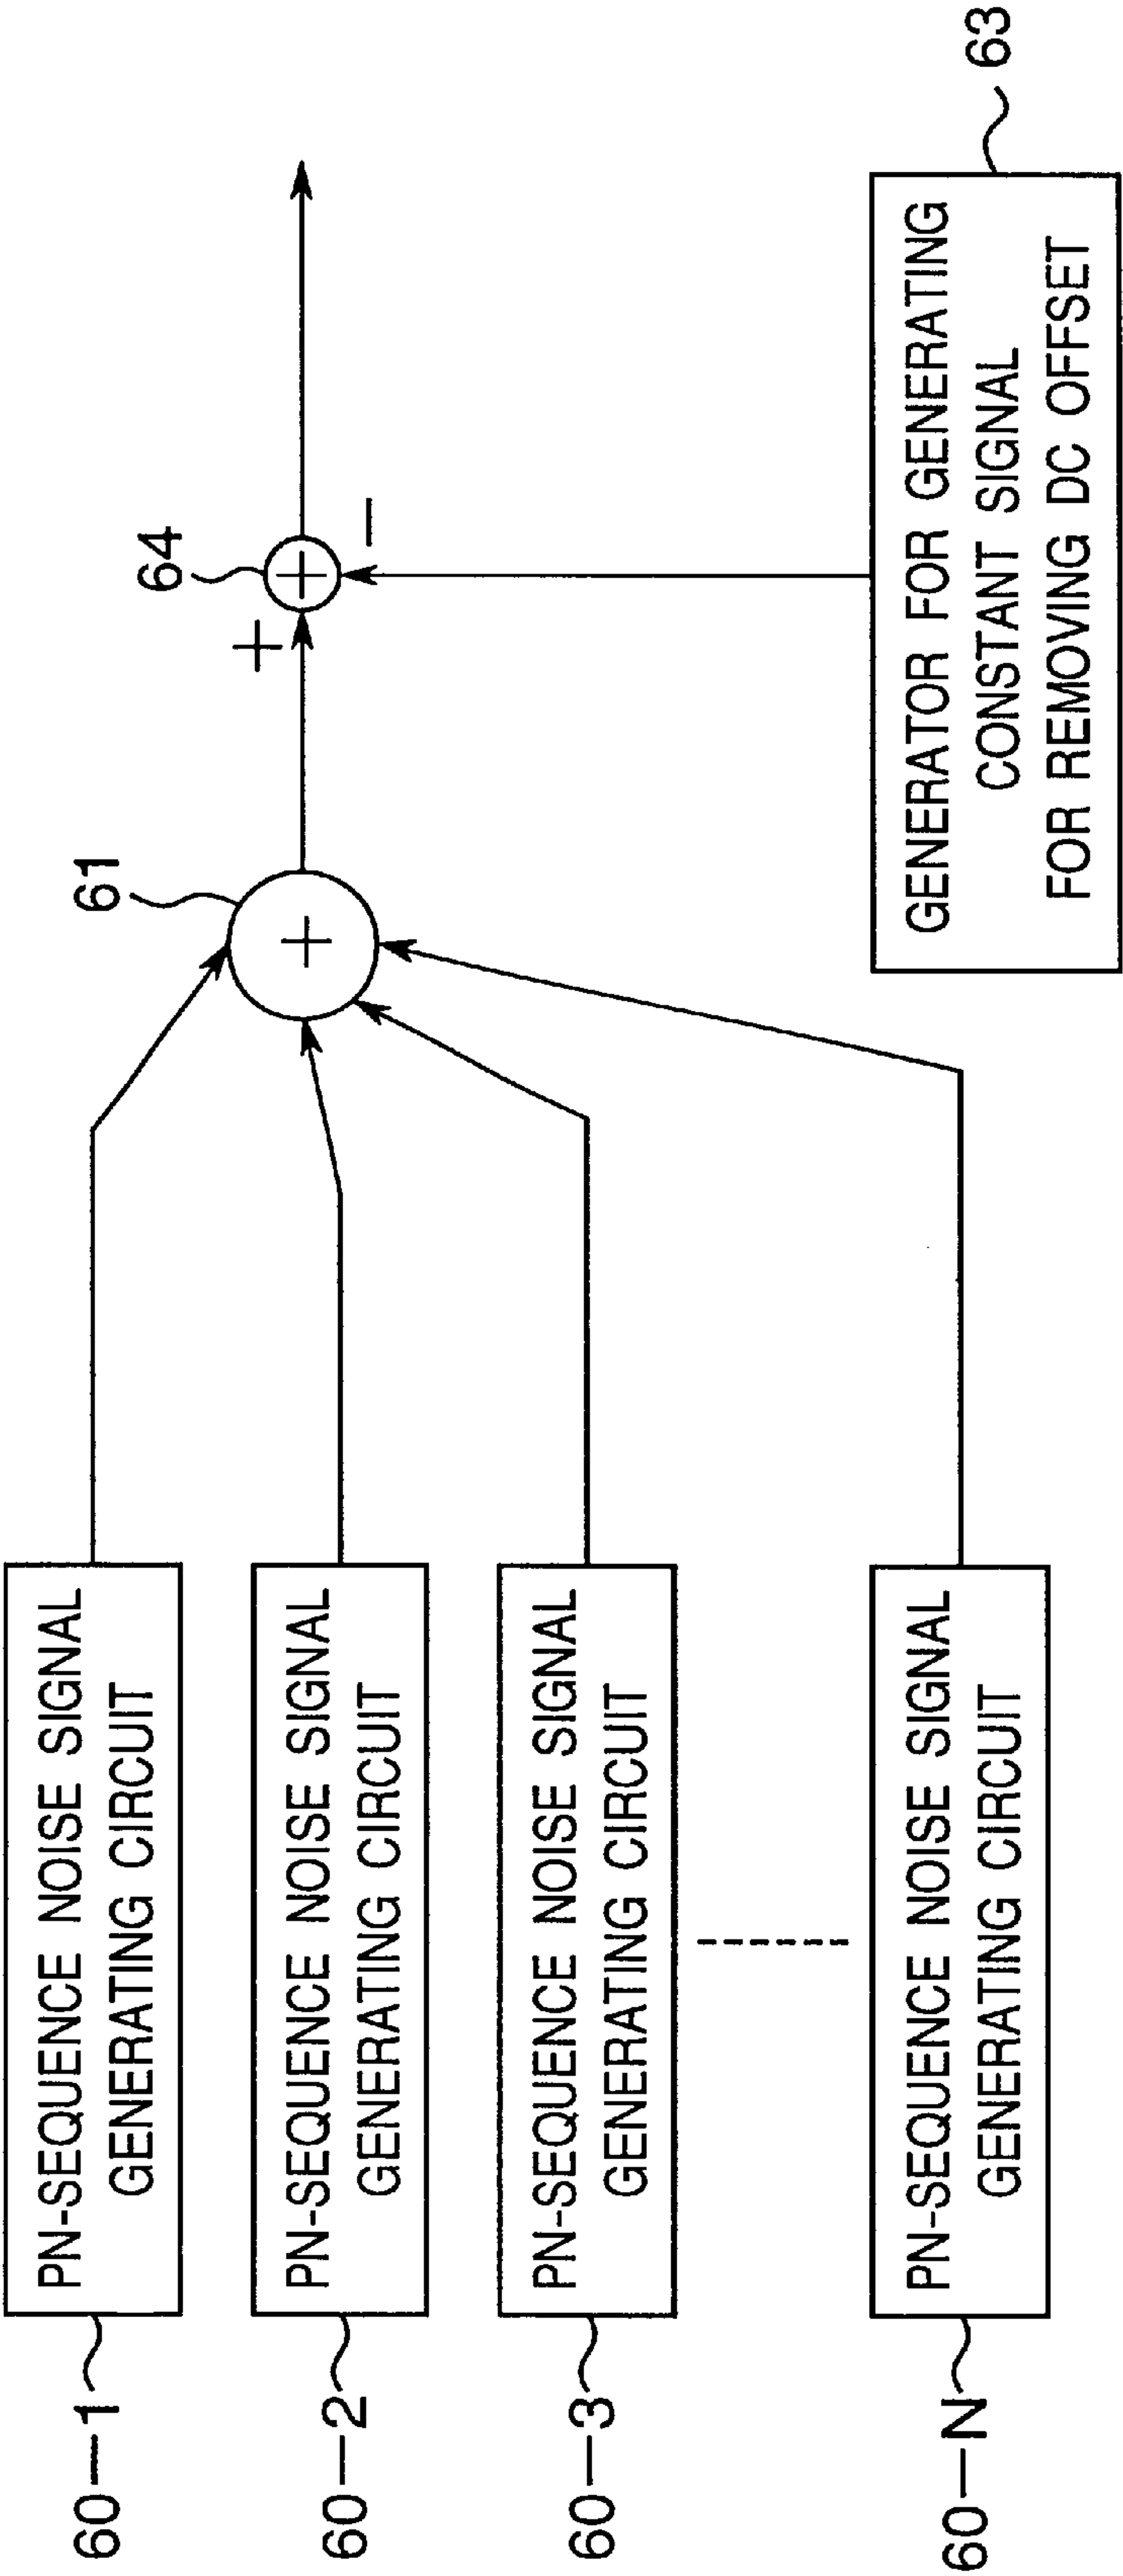 60-1
PN-SEQUENCE NOISE SIGNAL
GENERATING CIRCUIT
60-2
PN-SEQUENCE NOISE SIGNAL
GENERATING CIRCUIT
60-3
PN-SEQUENCE NOISE SIGNAL
GENERATING CIRCUIT
60-N
PN-SEQUENCE NOISE SIGNAL
GENERATING CIRCUIT
61
+
+
64
+
−
GENERATOR FOR GENERATING
CONSTANT SIGNAL
FOR REMOVING DC OFFSET
63